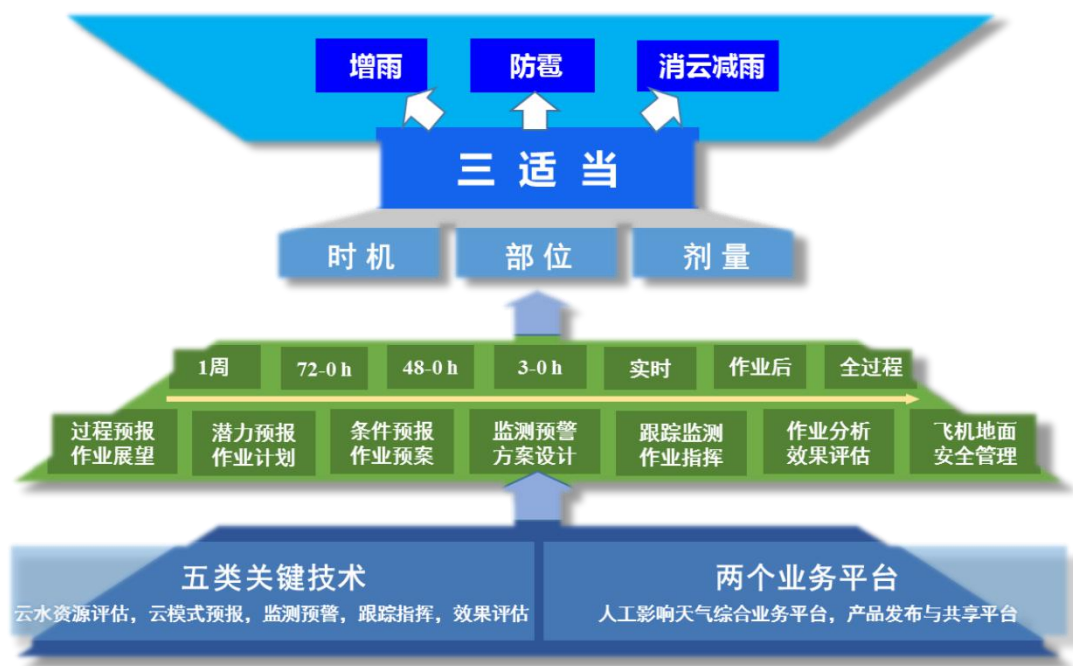 增雨
防雹
消云减雨
三适当
时机
部位
剂量
1周
72-0 h
48-0 h
3-0 h
实时
作业后
全过程
过程预报
作业展望
潜力预报
作业计划
条件预报
作业预案
监测预警
方案设计
跟踪监测
作业指挥
作业分析
效果评估
飞机地面
安全管理
五类关键技术
云水资源评估，云模式预报，监测预警，跟踪指挥，效果评估
两个业务平台
人工影响天气综合业务平台，产品发布与共享平台